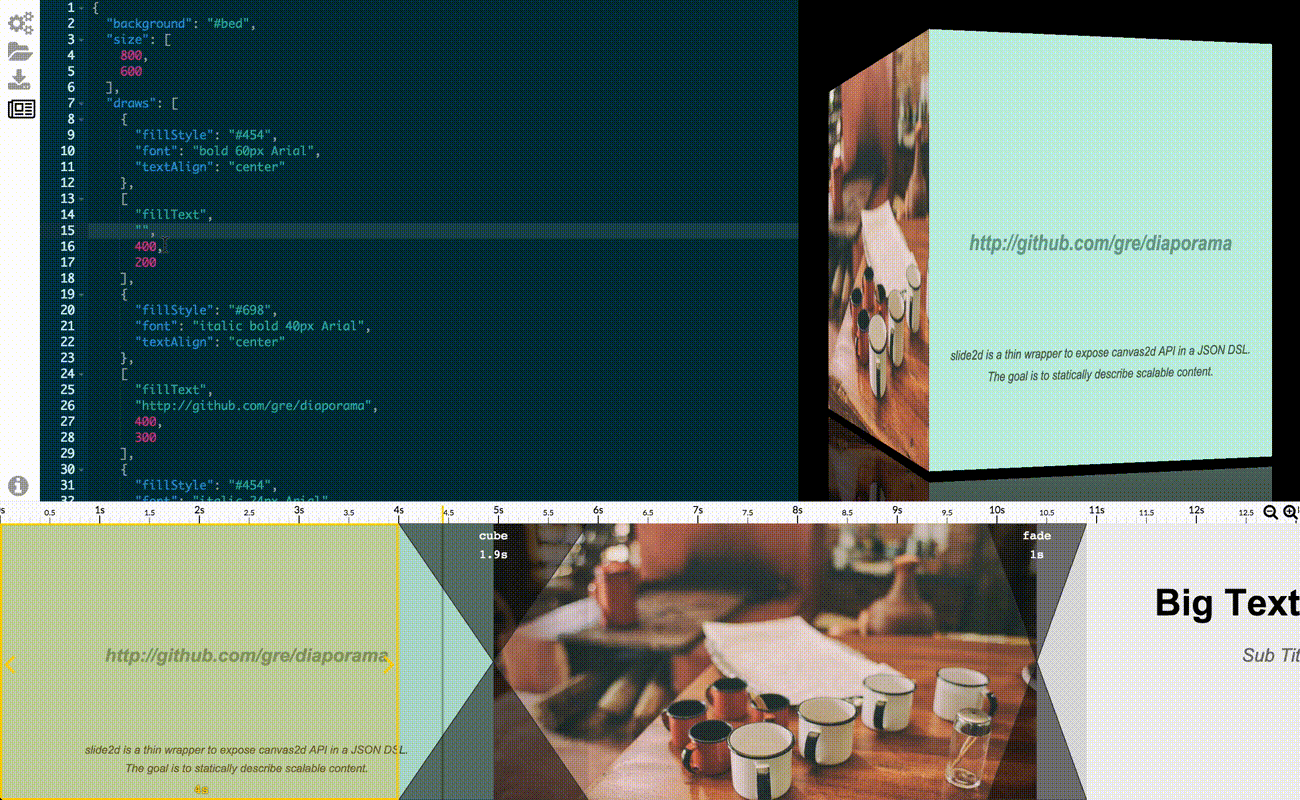 1 {
2 "background": "#bed",
3 "size": [
4 800,
5 600
6 ],
7 "draws": [
8 {
9 "fillStyle": "#454",
10 "font": "bold 60px Arial",
11 "textAlign": "center"
12 },
13 [
14 "fillText",
15 "",
16 400,
17 200
18 ],
19 {
20 "fillStyle": "#698",
21 "font": "italic bold 40px Arial",
22 "textAlign": "center"
23 },
24 [
25 "fillText",
26 "http://github.com/gre/diaporama",
27 400,
28 300
29 ],
30 {
31 "fillStyle": "#454",
32 "font": "italic 24px Arial",
http://github.com/gre/diaporama
slide2d is a thin wrapper to expose canvas2d API in a JSON DSL.
The goal is to statically describe scalable content.
0s 0.5 1s 1.5 2s 2.5 3s 3.5 4s 4.5 5s 5.5 6s 6.5 7s 7.5 8s 8.5 9s 9.5 10s 10.5 11s 11.5 12s 12.5
cube
1.9s
fade
1s
Big Text
Sub Tit
http://github.com/gre/diaporama
slide2d is a thin wrapper to expose canvas2d API in a JSON DSL.
The goal is to statically describe scalable content.
4s